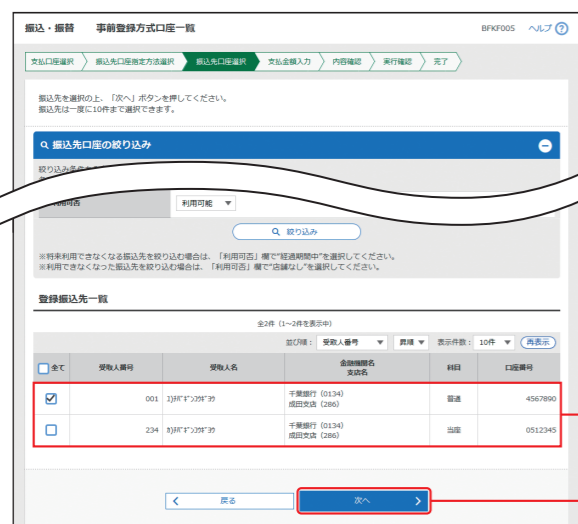 振込・振替　事前登録方式口座一覧　BFKF005　ヘルプ ?
支払口座選択　振込先口座指定方法選択　振込先口座選択　支払金額入力　内容確認　実行確認　完了
振込先を選択の上、「次へ」ボタンを押してください。
振込先は一度に10件まで選択できます。
振込先口座の絞り込み
利用可能 ▼
絞り込み
※将来利用できなくなる振込先を絞り込む場合は、「利用可否」欄で"経過期間中"を選択してください。
※利用できなくなった振込先を絞り込む場合は、「利用可否」欄で"店舗なし"を選択してください。
登録振込先一覧
全2件（1～2件を表示中）
並び順： 受取人番号 ▼ 昇順 ▼ 表示件数： 10件 ▼ 再表示
全て　受取人番号　受取人名　金融機関名　科目　口座番号
支店名
001　千葉銀行（0134）　普通　4567890
成田支店（286）
234　千葉銀行（0134）　当座　0512345
成田支店（286）
戻る　次へ